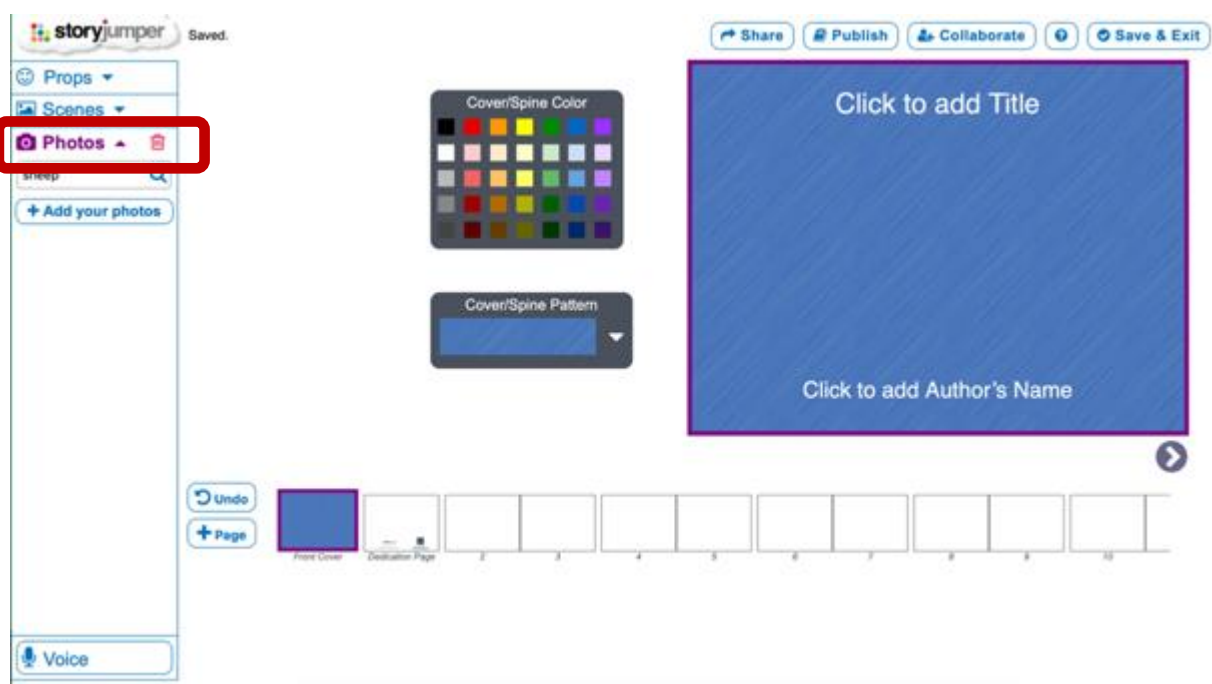 storyjumper
Saved.
Share
Publish
Collaborate
Save & Exit
Props
Scenes
Photos
sheep
+ Add your photos
Cover/Spine Color
Cover/Spine Pattern
Click to add Title
Click to add Author's Name
Undo
+ Page
Front Cover
Dedication Page
2
3
4
5
6
7
8
9
10
Voice